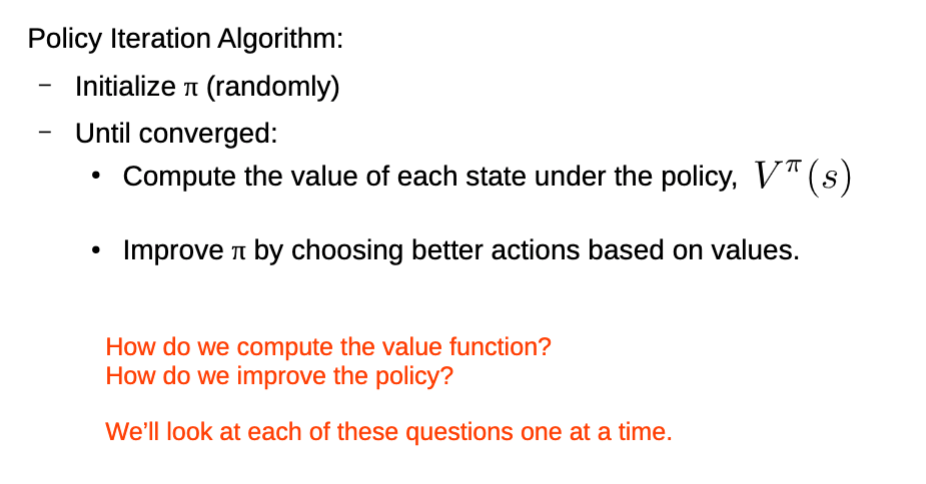 Policy Iteration Algorithm:
– Initialize π (randomly)
– Until converged:
• Compute the value of each state under the policy, V^π(s)
• Improve π by choosing better actions based on values.
How do we compute the value function?
How do we improve the policy?
We’ll look at each of these questions one at a time.